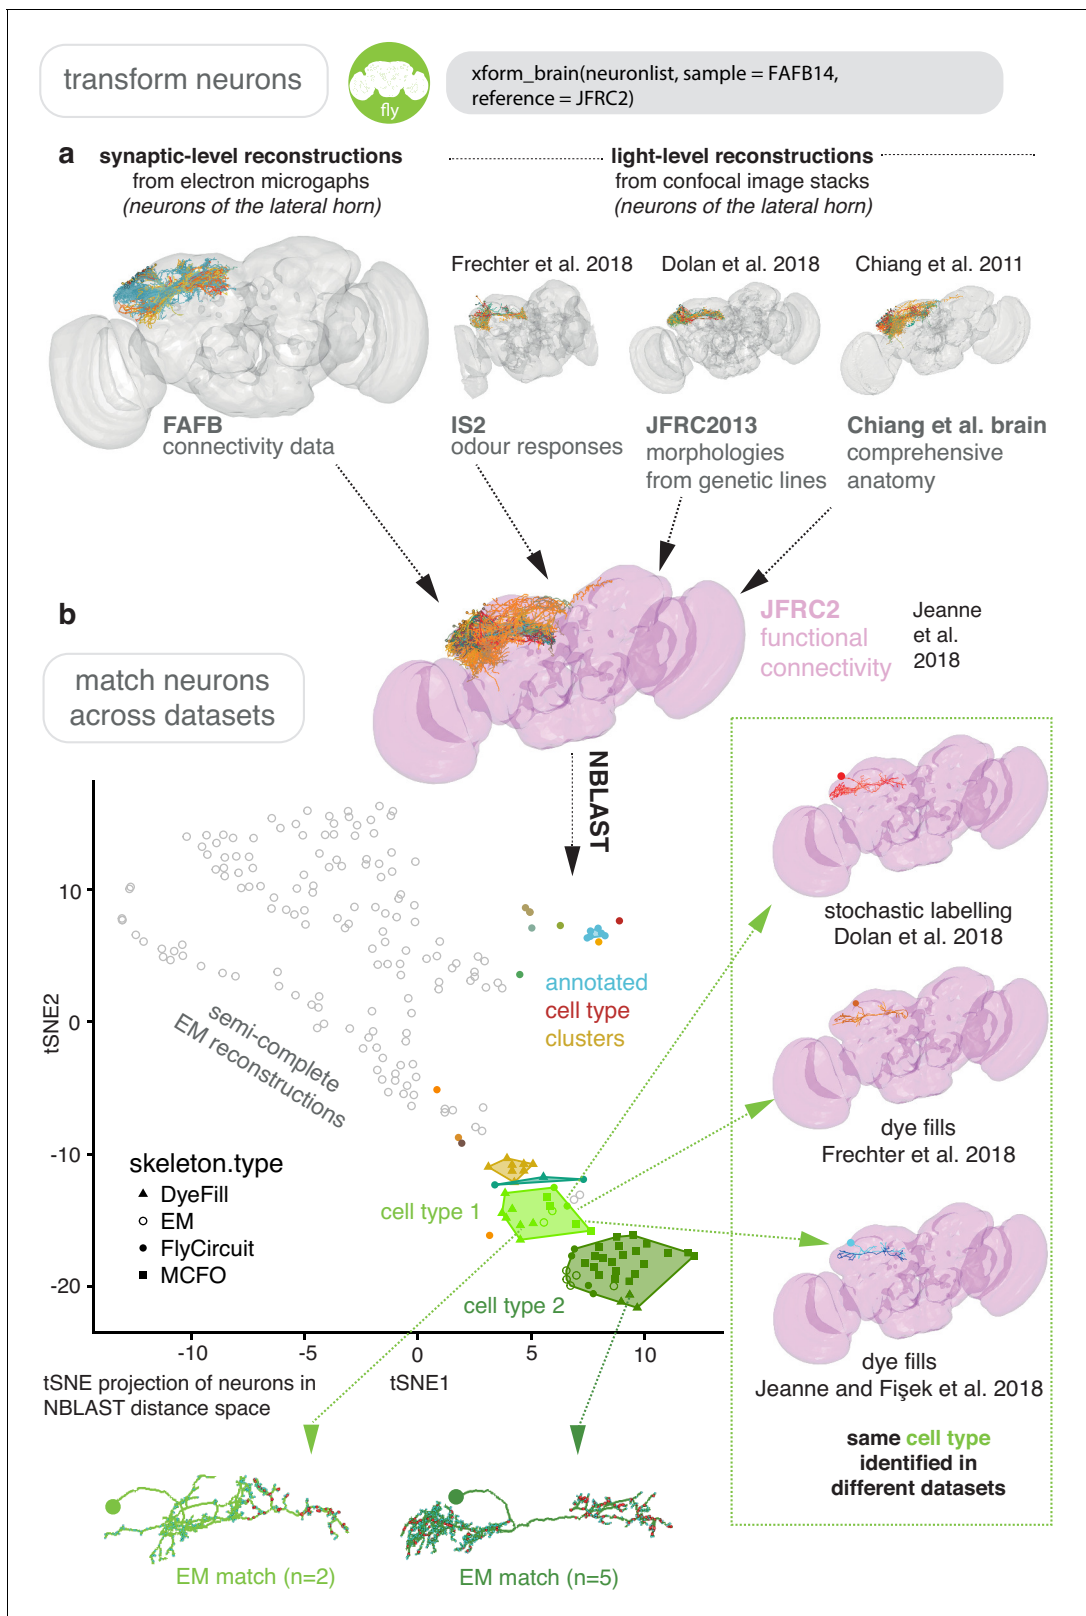 transform neurons
fly
xform_brain(neuronlist, sample = FAFB14,
reference = JFRC2)
a
synaptic-level reconstructions
from electron microgaphs
(neurons of the lateral horn)
light-level reconstructions
from confocal image stacks
(neurons of the lateral horn)
Frechter et al. 2018
Dolan et al. 2018
Chiang et al. 2011
FAFB
connectivity data
IS2
odour responses
JFRC2013
morphologies
from genetic lines
Chiang et al. brain
comprehensive
anatomy
b
match neurons
across datasets
JFRC2
functional
connectivity
Jeanne
et al.
2018
NBLAST
10
0
-10
-20
tSNE2
semi-complete
EM reconstructions
annotated
cell type
clusters
skeleton.type
DyeFill
EM
FlyCircuit
MCFO
cell type 1
cell type 2
-10
-5
0
5
10
tSNE1
tSNE projection of neurons in
NBLAST distance space
stochastic labelling
Dolan et al. 2018
dye fills
Frechter et al. 2018
dye fills
Jeanne and Fişek et al. 2018
same cell type
identified in
different datasets
EM match (n=2)
EM match (n=5)